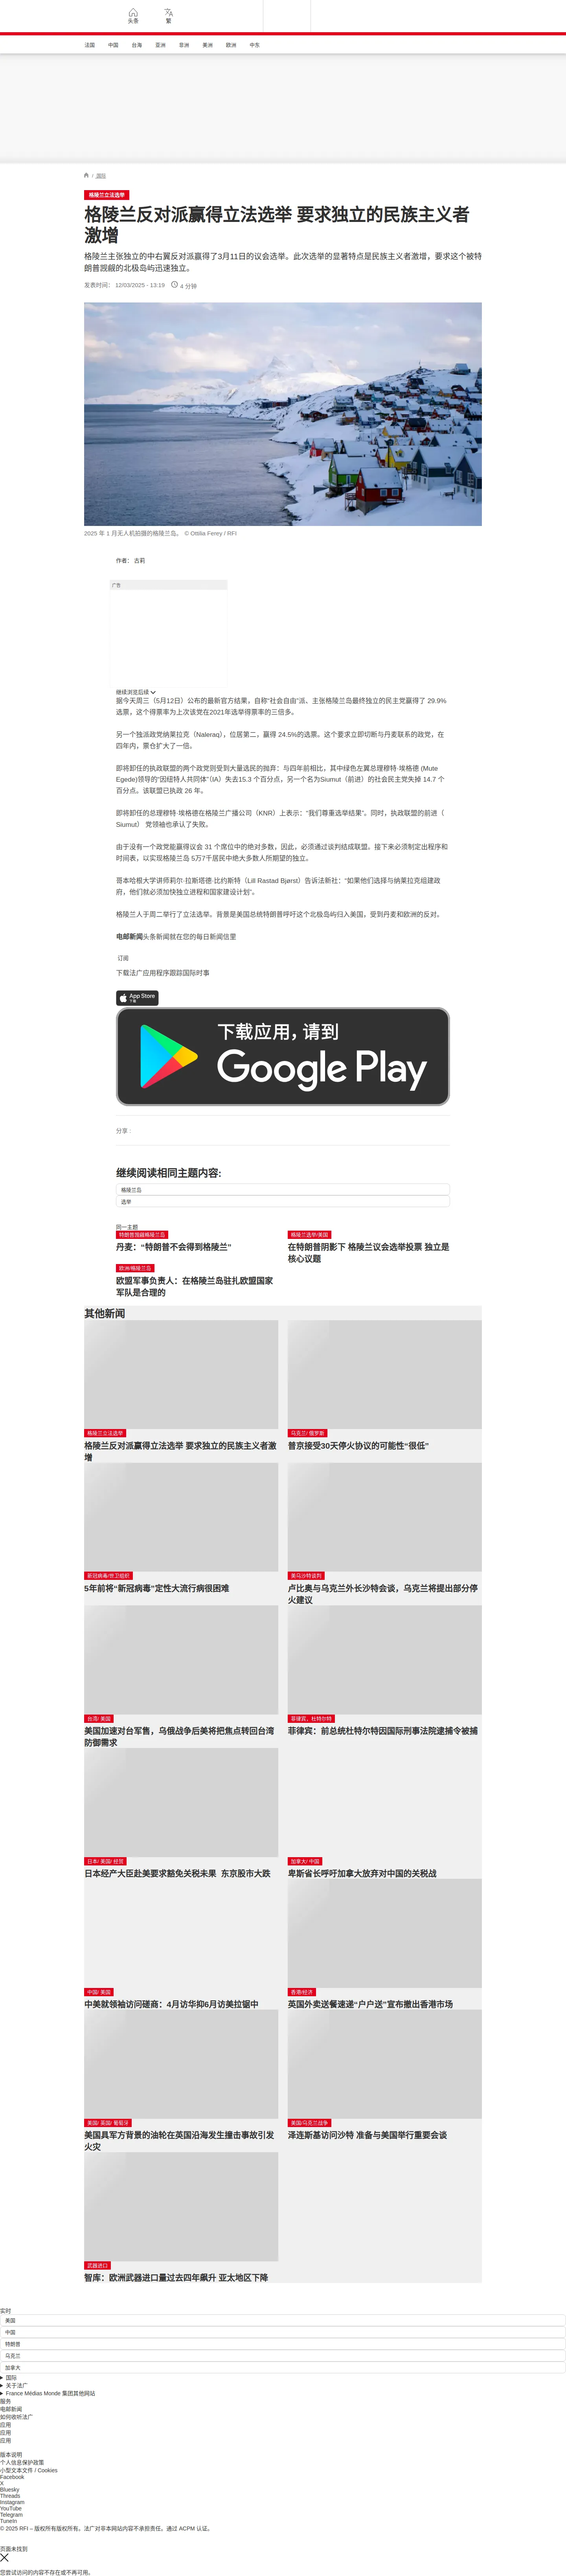 头条
繁
法国 中国 台海 亚洲 非洲 美洲 欧洲 中东
/ 国际
格陵兰立法选举
格陵兰反对派赢得立法选举 要求独立的民族主义者
激增
格陵兰主张独立的中右翼反对派赢得了3月11日的议会选举。此次选举的显著特点是民族主义者激增，要求这个被特
朗普觊觎的北极岛屿迅速独立。
发表时间： 12/03/2025 - 13:19 4 分钟
2025 年 1 月无人机拍摄的格陵兰岛。 © Ottilia Ferey / RFI
作者： 古莉
广告
继续浏览后续
据今天周三（5月12日）公布的最新官方结果，自称“社会自由”派、主张格陵兰岛最终独立的民主党赢得了 29.9%
选票，这个得票率为上次该党在2021年选举得票率的三倍多。
另一个独派政党纳莱拉克（Naleraq），位居第二，赢得 24.5%的选票。这个要求立即切断与丹麦联系的政党，在
四年内，票仓扩大了一倍。
即将卸任的执政联盟的两个政党则受到大量选民的抛弃：与四年前相比，其中绿色左翼总理穆特·埃格德 (Mute
Egede)领导的“因纽特人共同体”（IA）失去15.3 个百分点，另一个名为Siumut（前进）的社会民主党失掉 14.7 个
百分点。该联盟已执政 26 年。
即将卸任的总理穆特·埃格德在格陵兰广播公司（KNR）上表示：“我们尊重选举结果”。同时，执政联盟的前进（
Siumut） 党领袖也承认了失败。
由于没有一个政党能赢得议会 31 个席位中的绝对多数，因此，必须通过谈判结成联盟。接下来必须制定出程序和
时间表，以实现格陵兰岛 5万7千居民中绝大多数人所期望的独立。
哥本哈根大学讲师莉尔·拉斯塔德·比约斯特（Lill Rastad Bjørst）告诉法新社：“如果他们选择与纳莱拉克组建政
府，他们就必须加快独立进程和国家建设计划”。
格陵兰人于周二举行了立法选举。背景是美国总统特朗普呼吁这个北极岛屿归入美国，受到丹麦和欧洲的反对。
电邮新闻头条新闻就在您的每日新闻信里
订阅
下载法广应用程序跟踪国际时事
App Store
下载
下载应用，请到
Google Play
分享 :
继续阅读相同主题内容:
格陵兰岛
选举
同一主题
特朗普觊觎格陵兰岛
丹麦：“特朗普不会得到格陵兰”
格陵兰选举/美国
在特朗普阴影下 格陵兰议会选举投票 独立是
核心议题
欧洲/格陵兰岛
欧盟军事负责人：在格陵兰岛驻扎欧盟国家
军队是合理的
其他新闻
格陵兰立法选举
格陵兰反对派赢得立法选举 要求独立的民族主义者激
增
乌克兰/ 俄罗斯
普京接受30天停火协议的可能性“很低”
新冠病毒/世卫组织
5年前将“新冠病毒”定性大流行病很困难
美乌沙特谈判
卢比奥与乌克兰外长沙特会谈，乌克兰将提出部分停
火建议
台湾/ 美国
美国加速对台军售，乌俄战争后美将把焦点转回台湾
防御需求
菲律宾，杜特尔特
菲律宾：前总统杜特尔特因国际刑事法院逮捕令被捕
日本/ 美国/ 经贸
日本经产大臣赴美要求豁免关税未果 东京股市大跌
加拿大/ 中国
卑斯省长呼吁加拿大放弃对中国的关税战
中国/ 美国
中美就领袖访问磋商：4月访华抑6月访美拉锯中
香港/经济
英国外卖送餐速递“户户送”宣布撤出香港市场
美国/ 英国/ 葡萄牙
美国具军方背景的油轮在英国沿海发生撞击事故引发
火灾
美国/乌克兰战争
泽连斯基访问沙特 准备与美国举行重要会谈
武器进口
智库：欧洲武器进口量过去四年飙升 亚太地区下降
实时
美国
中国
特朗普
乌克兰
加拿大
国际
关于法广
France Médias Monde 集团其他网站
服务
电邮新闻
如何收听法广
应用
应用
应用
版本说明
个人信息保护政策
小型文本文件 / Cookies
Facebook
X
Bluesky
Threads
Instagram
YouTube
Telegram
TuneIn
© 2025 RFI – 版权所有版权所有。法广对非本网站内容不承担责任。通过 ACPM 认证。
页面未找到
您尝试访问的内容不存在或不再可用。